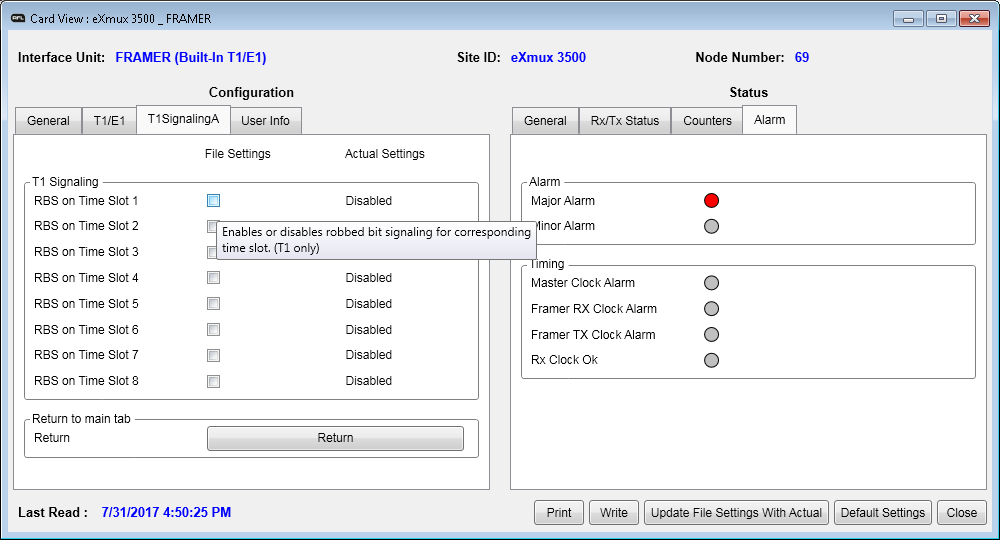 AFL Card View : eXmux 3500 _ FRAMER
Interface Unit: FRAMER (Built-In T1/E1) Site ID: eXmux 3500 Node Number: 69
Configuration
General T1/E1 T1SignalingA User Info
File Settings Actual Settings
T1 Signaling
RBS on Time Slot 1 Disabled
RBS on Time Slot 2
RBS on Time Slot 3
Enables or disables robbed bit signaling for corresponding
time slot. (T1 only)
RBS on Time Slot 4 Disabled
RBS on Time Slot 5 Disabled
RBS on Time Slot 6 Disabled
RBS on Time Slot 7 Disabled
RBS on Time Slot 8 Disabled
Return to main tab
Return Return
Status
General Rx/Tx Status Counters Alarm
Alarm
Major Alarm
Minor Alarm
Timing
Master Clock Alarm
Framer RX Clock Alarm
Framer TX Clock Alarm
Rx Clock Ok
Last Read : 7/31/2017 4:50:25 PM
Print Write Update File Settings With Actual Default Settings Close